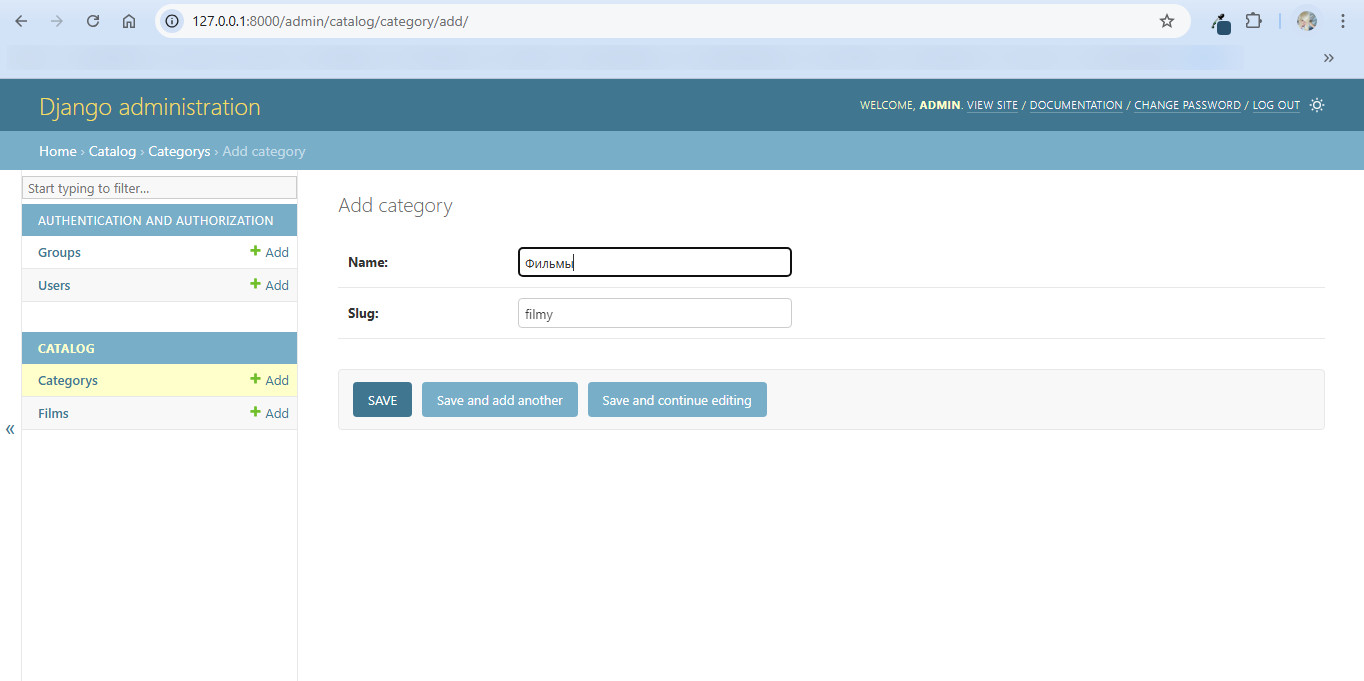 127.0.0.1:8000/admin/catalog/category/add/
Django administration
WELCOME, ADMIN. VIEW SITE / DOCUMENTATION / CHANGE PASSWORD / LOG OUT
Home › Catalog › Categorys › Add category
Start typing to filter...
AUTHENTICATION AND AUTHORIZATION
Groups + Add
Users + Add
CATALOG
Categorys + Add
Films + Add
«
Add category
Name: Фильмы
Slug: filmy
SAVE Save and add another Save and continue editing